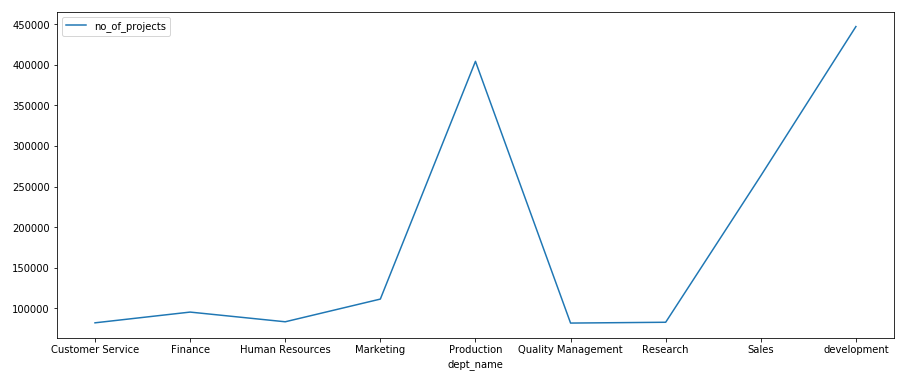 no_of_projects
450000
400000
350000
300000
250000
200000
150000
100000
Customer Service Finance Human Resources Marketing Production Quality Management Research Sales development
dept_name